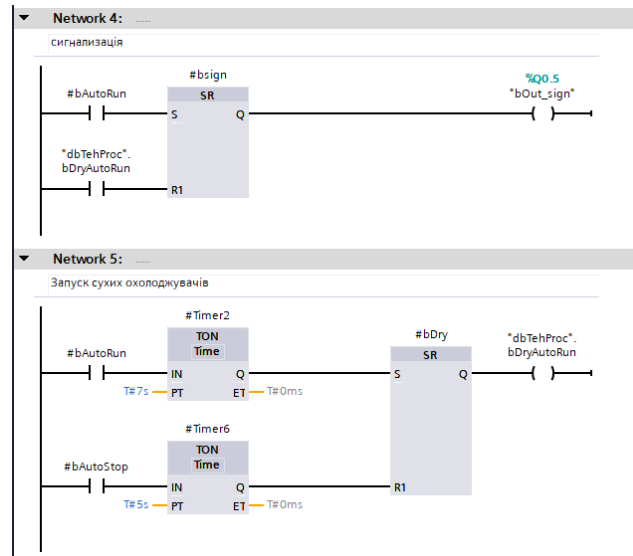 Network 4: .....
сигналізація
#bsign
%Q0.5
#bAutoRun
SR
"bOut_sign"
S
Q
"dbTehProc".
bDryAutoRun
R1
Network 5: .....
Запуск сухих охолоджувачів
#Timer2
TON
Time
#bDry
"dbTehProc".
bDryAutoRun
#bAutoRun
SR
IN
Q
S
Q
T#7s
PT
ET
T#0ms
#Timer6
TON
Time
#bAutoStop
IN
Q
R1
T#5s
PT
ET
T#0ms